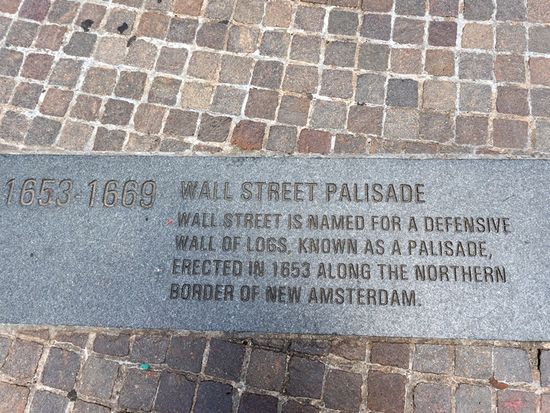 1653-1669 WALL STREET PALISADE
WALL STREET IS NAMED FOR A DEFENSIVE
WALL OF LOGS, KNOWN AS A PALISADE,
ERECTED IN 1653 ALONG THE NORTHERN
BORDER OF NEW AMSTERDAM.